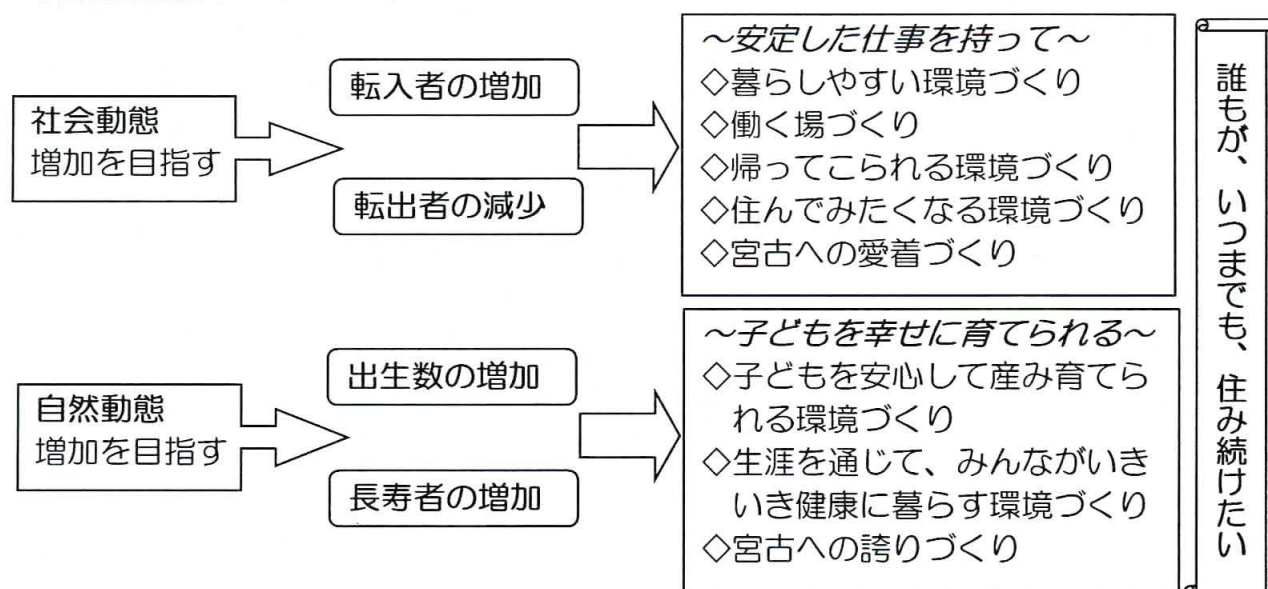 社会動態
増加を目指す
転入者の増加
転出者の減少
~安定した仕事を持って~
◇暮らしやすい環境づくり
◇働く場づくり
◇帰ってこられる環境づくり
◇住んでみたくなる環境づくり
◇宮古への愛着づくり
自然動態
増加を目指す
出生数の増加
長寿者の増加
~子どもを幸せに育てられる~
◇子どもを安心して産み育てら
れる環境づくり
◇生涯を通じて、みんながいき
いき健康に暮らす環境づくり
◇宮古への誇りづくり
誰もが、いつまでも、住み続けたい